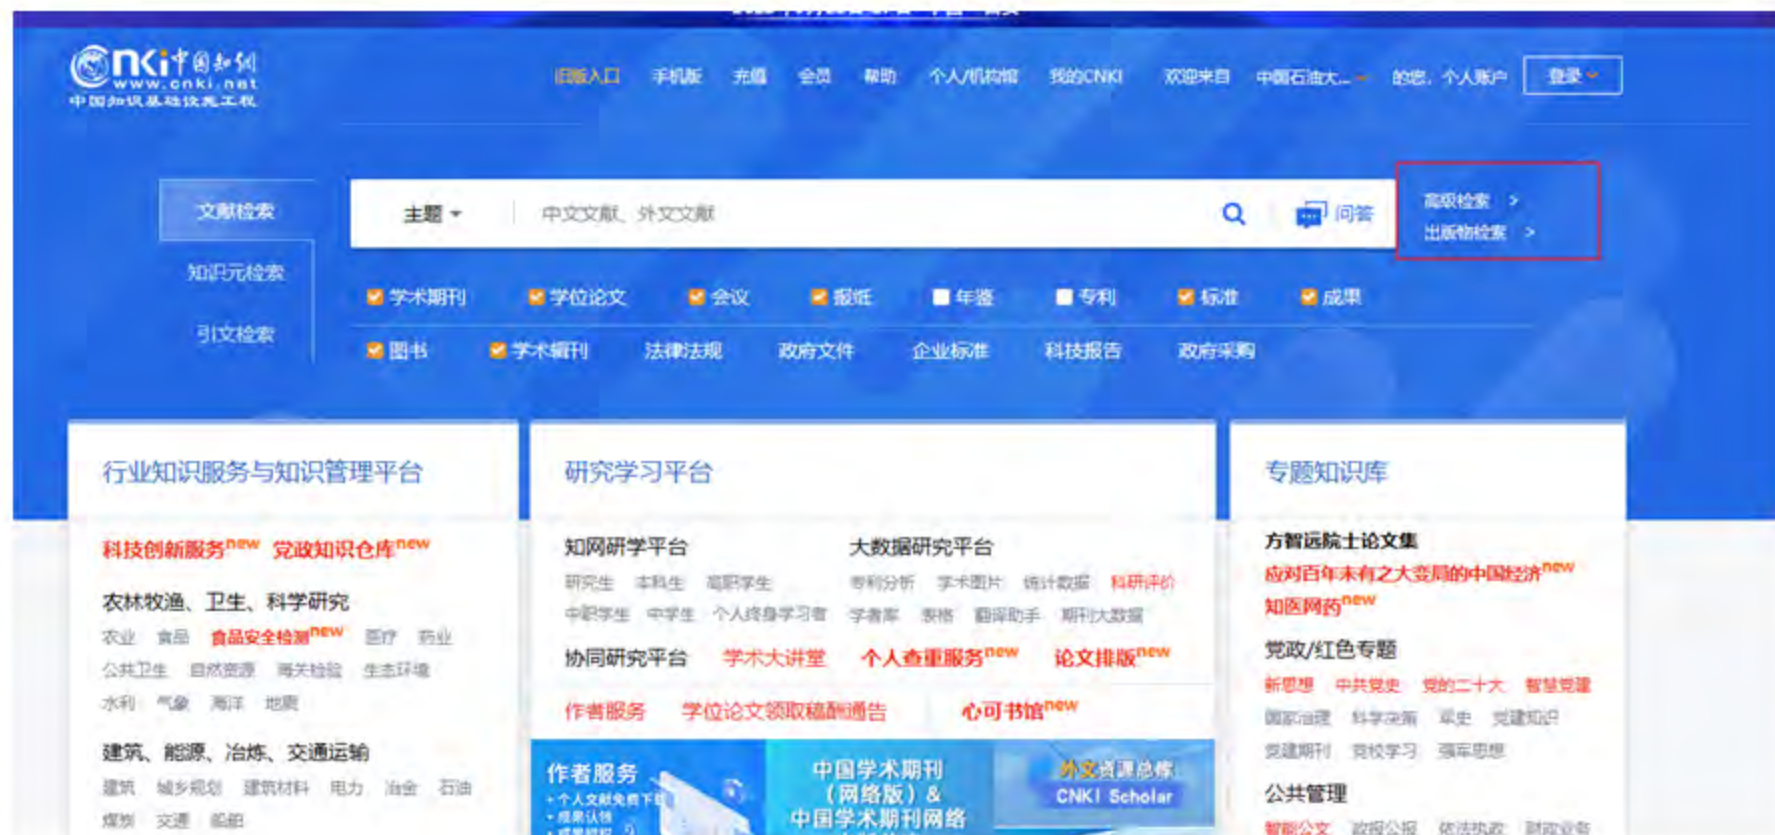 Cnki中国知网
www.cnki.net
中国知识基础设施工程
旧版入口 手机版 充值 会员 帮助 个人/机构馆 我的CNKI 欢迎来自 中国石油大... 的您，个人账户 登录
文献检索 主题 中文文献、外文文献 问答 高级检索 >
出版物检索 >
知识元检索
学术期刊 学位论文 会议 报纸 年鉴 专利 标准 成果
引文检索
图书 学术辑刊 法律法规 政府文件 企业标准 科技报告 政府采购
行业知识服务与知识管理平台
科技创新服务new 党政知识仓库new
农林牧渔、卫生、科学研究
农业 食品 食品安全检测new 医疗 药业
公共卫生 自然资源 海关检验 生态环境
水利 气象 海洋 地震
建筑、能源、冶炼、交通运输
建筑 城乡规划 建筑材料 电力 冶金 石油
煤炭 交通 船舶
研究学习平台
知网研学平台 大数据研究平台
研究生 本科生 高职学生 专利分析 学术图片 统计数据 科研评价
中职学生 中学生 个人终身学习者 学者库 表格 翻译助手 期刊大数据
协同研究平台 学术大讲堂 个人查重服务new 论文排版new
作者服务 学位论文领取稿酬通告 心可书馆new
作者服务
·个人文献免费下载
·成果认领
中国学术期刊
（网络版）&
中国学术期刊网络
外文资源总库
CNKI Scholar
专题知识库
方智远院士论文集
应对百年未有之大变局的中国经济new
知医网药new
党政/红色专题
新思想 中共党史 党的二十大 智慧党建
国家治理 科学决策 军史 党建知识
党建期刊 党校学习 强军思想
公共管理
智能公文 政报公报 依法执政 财政业务